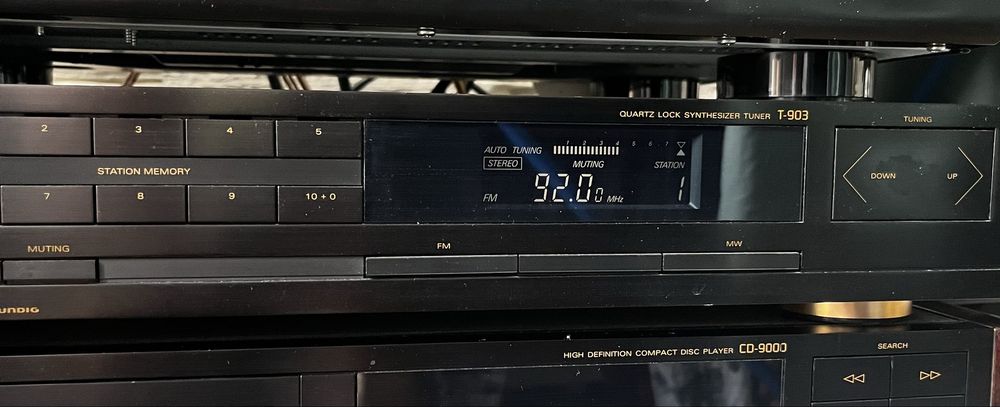 QUARTZ LOCK SYNTHESIZER TUNER T-903
TUNING
2 3 4 5
STATION MEMORY
7 8 9 10+0
AUTO TUNING 1 2 3 4 5 6 7
STEREO MUTING STATION
FM 92.00 MHz 1
DOWN UP
MUTING
FM MW
UNDIG
HIGH DEFINITION COMPACT DISC PLAYER CD-9000
SEARCH